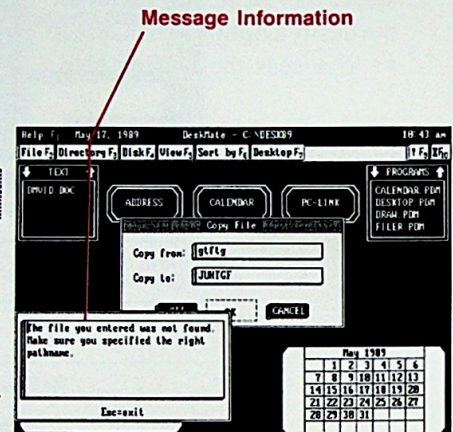 Message Information
Help F1 May 17, 1989 DeskMate - C:\DESK89 10:43 am
File F2 Directory F3 Disk F4 View F5 Sort by F6 Desktop F7 F9 F10
TEXT
PROGRAMS
DMVID DOC
ADDRESS
CALENDAR
PC-LINK
CALENDAR.PDM
DESKTOP PDM
DRAW PDM
FILER PDM
Copy File
Copy from: gtftg
Copy to: JUHTGF
CANCEL
The file you entered was not found.
Make sure you specified the right
pathname.
Esc=exit
May 1989
1 2 3 4 5 6
7 8 9 10 11 12 13
14 15 16 17 18 19 20
21 22 23 24 25 26 27
28 29 30 31